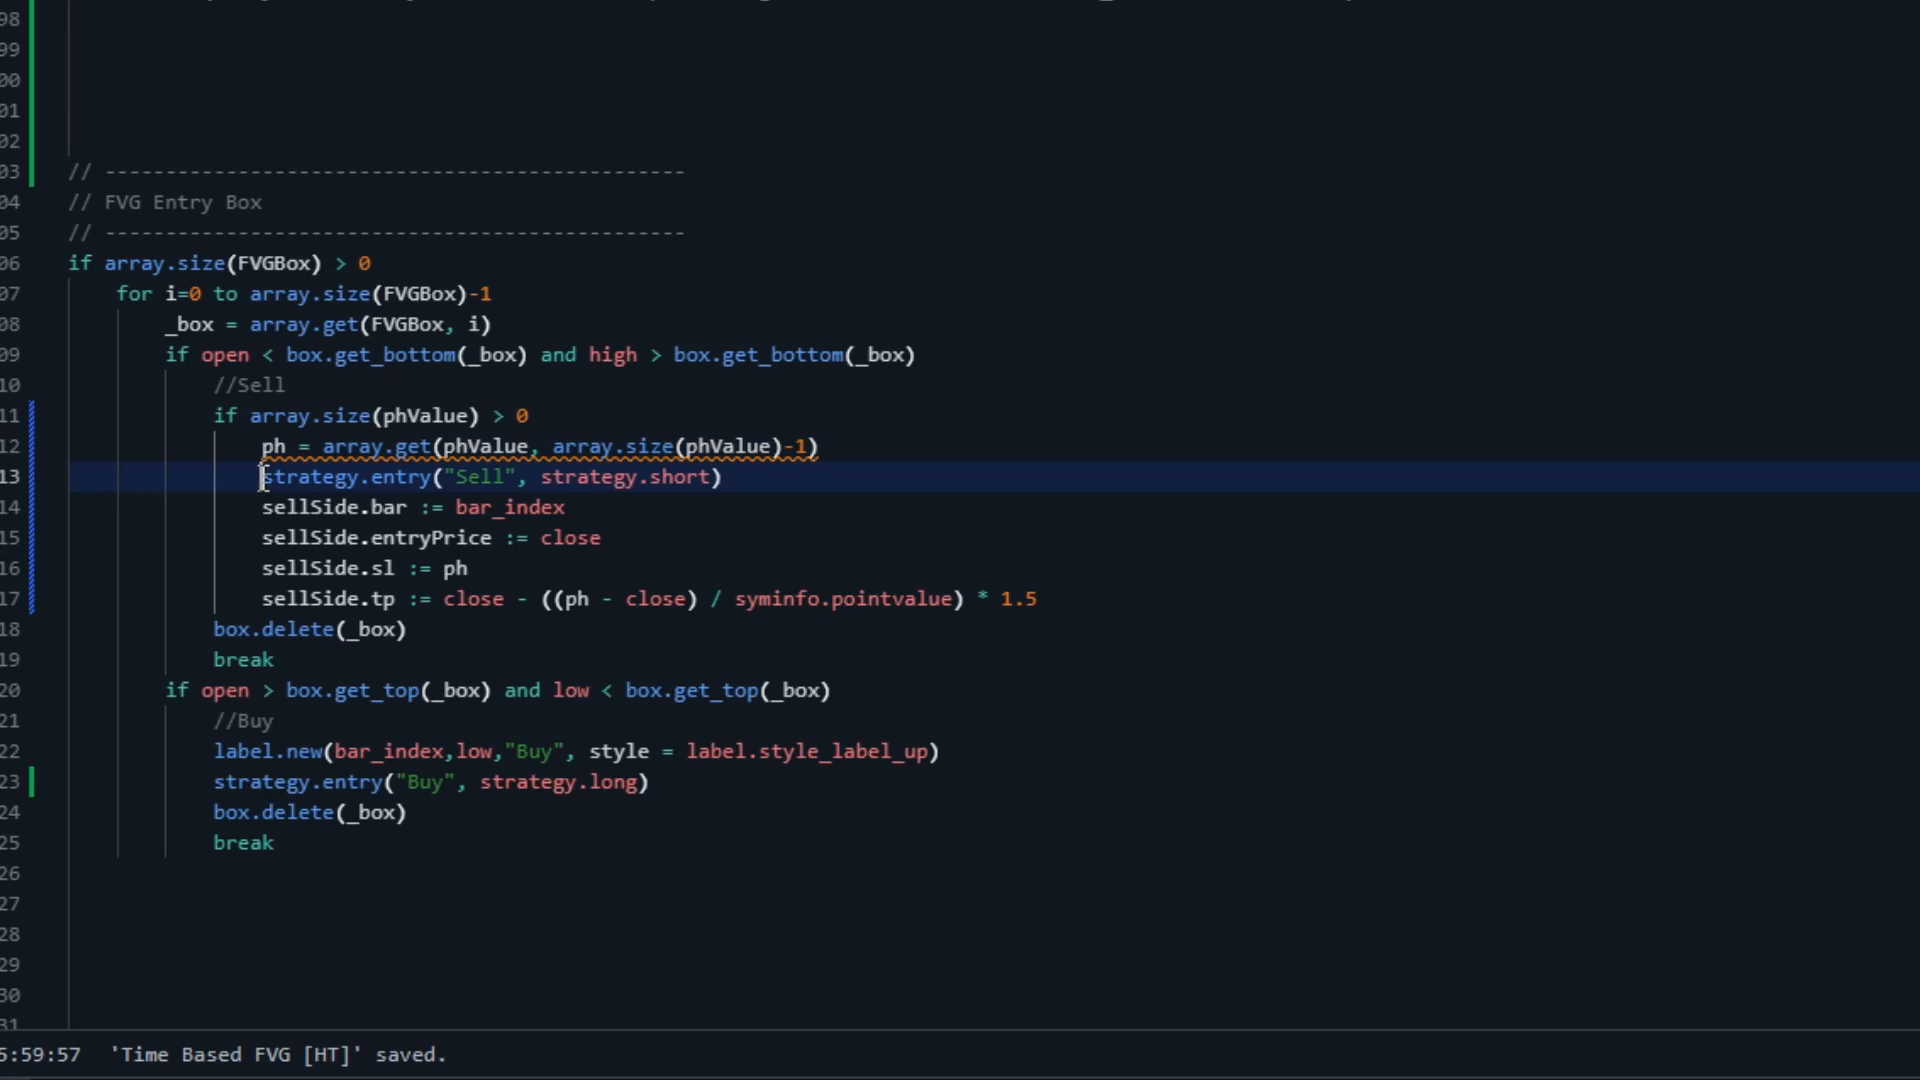 98
99
00
01
02
03 // ------------------------------------------------
04 // FVG Entry Box
05 // ------------------------------------------------
06 if array.size(FVGBox) > 0
07     for i=0 to array.size(FVGBox)-1
08         _box = array.get(FVGBox, i)
09         if open < box.get_bottom(_box) and high > box.get_bottom(_box)
10             //Sell
11             if array.size(phValue) > 0
12                 ph = array.get(phValue, array.size(phValue)-1)
13                 strategy.entry("Sell", strategy.short)
14                 sellSide.bar := bar_index
15                 sellSide.entryPrice := close
16                 sellSide.sl := ph
17                 sellSide.tp := close - ((ph - close) / syminfo.pointvalue) * 1.5
18             box.delete(_box)
19             break
20         if open > box.get_top(_box) and low < box.get_top(_box)
21             //Buy
22             label.new(bar_index,low,"Buy", style = label.style_label_up)
23             strategy.entry("Buy", strategy.long)
24             box.delete(_box)
25             break
26
27
28
29
30
31
5:59:57 'Time Based FVG [HT]' saved.